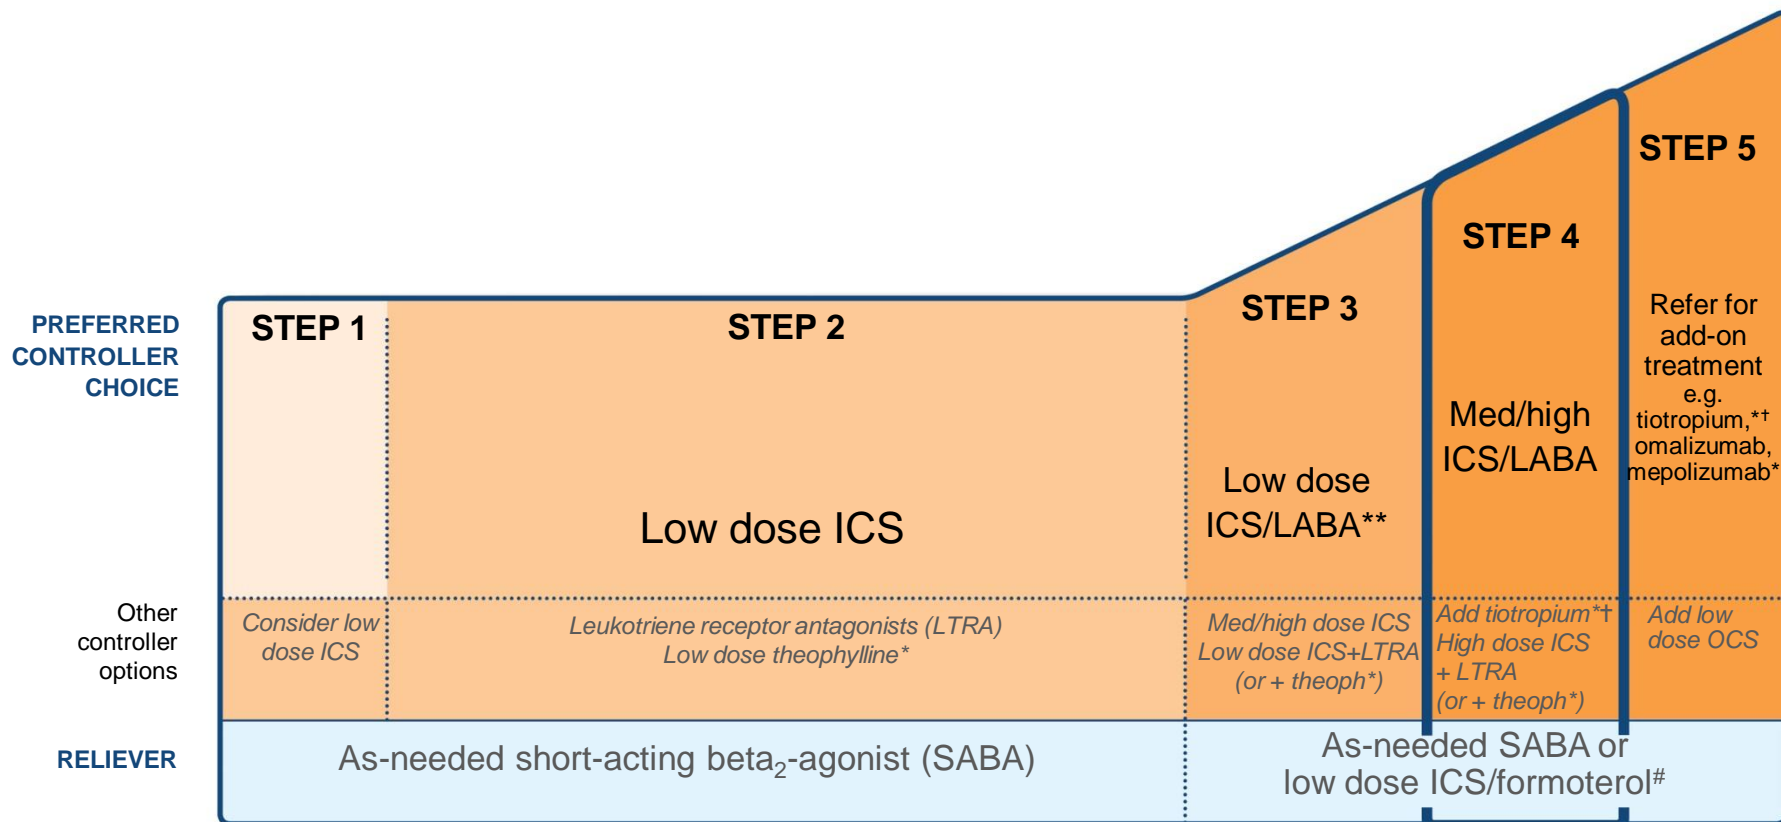 PREFERRED
CONTROLLER
CHOICE
STEP 1
STEP 2
Low dose ICS
STEP 3
Low dose
ICS/LABA**
STEP 4
Med/high
ICS/LABA
STEP 5
Refer for
add-on
treatment
e.g.
tiotropium,*†
omalizumab,
mepolizumab*
Other
controller
options
Consider low
dose ICS
Leukotriene receptor antagonists (LTRA)
Low dose theophylline*
Med/high dose ICS
Low dose ICS+LTRA
(or + theoph*)
Add tiotropium*†
High dose ICS
+ LTRA
(or + theoph*)
Add low
dose OCS
RELIEVER
As-needed short-acting beta₂-agonist (SABA)
As-needed SABA or
low dose ICS/formoterol#